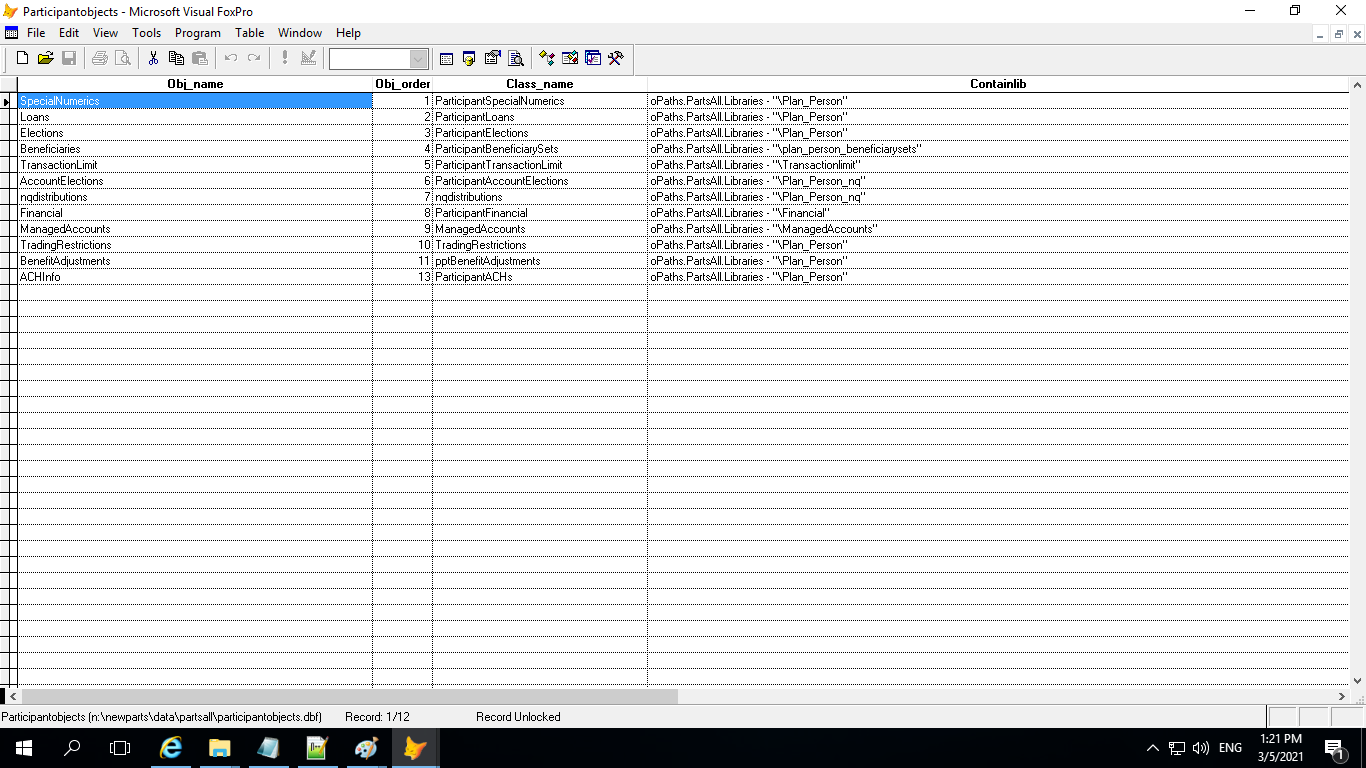 Participantobjects - Microsoft Visual FoxPro
File Edit View Tools Program Table Window Help
Obj_name Obj_order Class_name Containlib
SpecialNumerics 1 ParticipantSpecialNumerics oPaths.PartsAll.Libraries - "\Plan_Person"
Loans 2 ParticipantLoans oPaths.PartsAll.Libraries - "\Plan_Person"
Elections 3 ParticipantElections oPaths.PartsAll.Libraries - "\Plan_Person"
Beneficiaries 4 ParticipantBeneficiarySets oPaths.PartsAll.Libraries - "\plan_person_beneficiarysets"
TransactionLimit 5 ParticipantTransactionLimit oPaths.PartsAll.Libraries - "\Transactionlimit"
AccountElections 6 ParticipantAccountElections oPaths.PartsAll.Libraries - "\Plan_Person_nq"
nqdistributions 7 nqdistributions oPaths.PartsAll.Libraries - "\Plan_Person_nq"
Financial 8 ParticipantFinancial oPaths.PartsAll.Libraries - "\Financial"
ManagedAccounts 9 ManagedAccounts oPaths.PartsAll.Libraries - "\ManagedAccounts"
TradingRestrictions 10 TradingRestrictions oPaths.PartsAll.Libraries - "\Plan_Person"
BenefitAdjustments 11 pptBenefitAdjustments oPaths.PartsAll.Libraries - "\Plan_Person"
ACHInfo 13 ParticipantACHs oPaths.PartsAll.Libraries - "\Plan_Person"
Participantobjects (n:\newparts\data\partsall\participantobjects.dbf) Record: 1/12 Record Unlocked
ENG
1:21 PM
3/5/2021
1